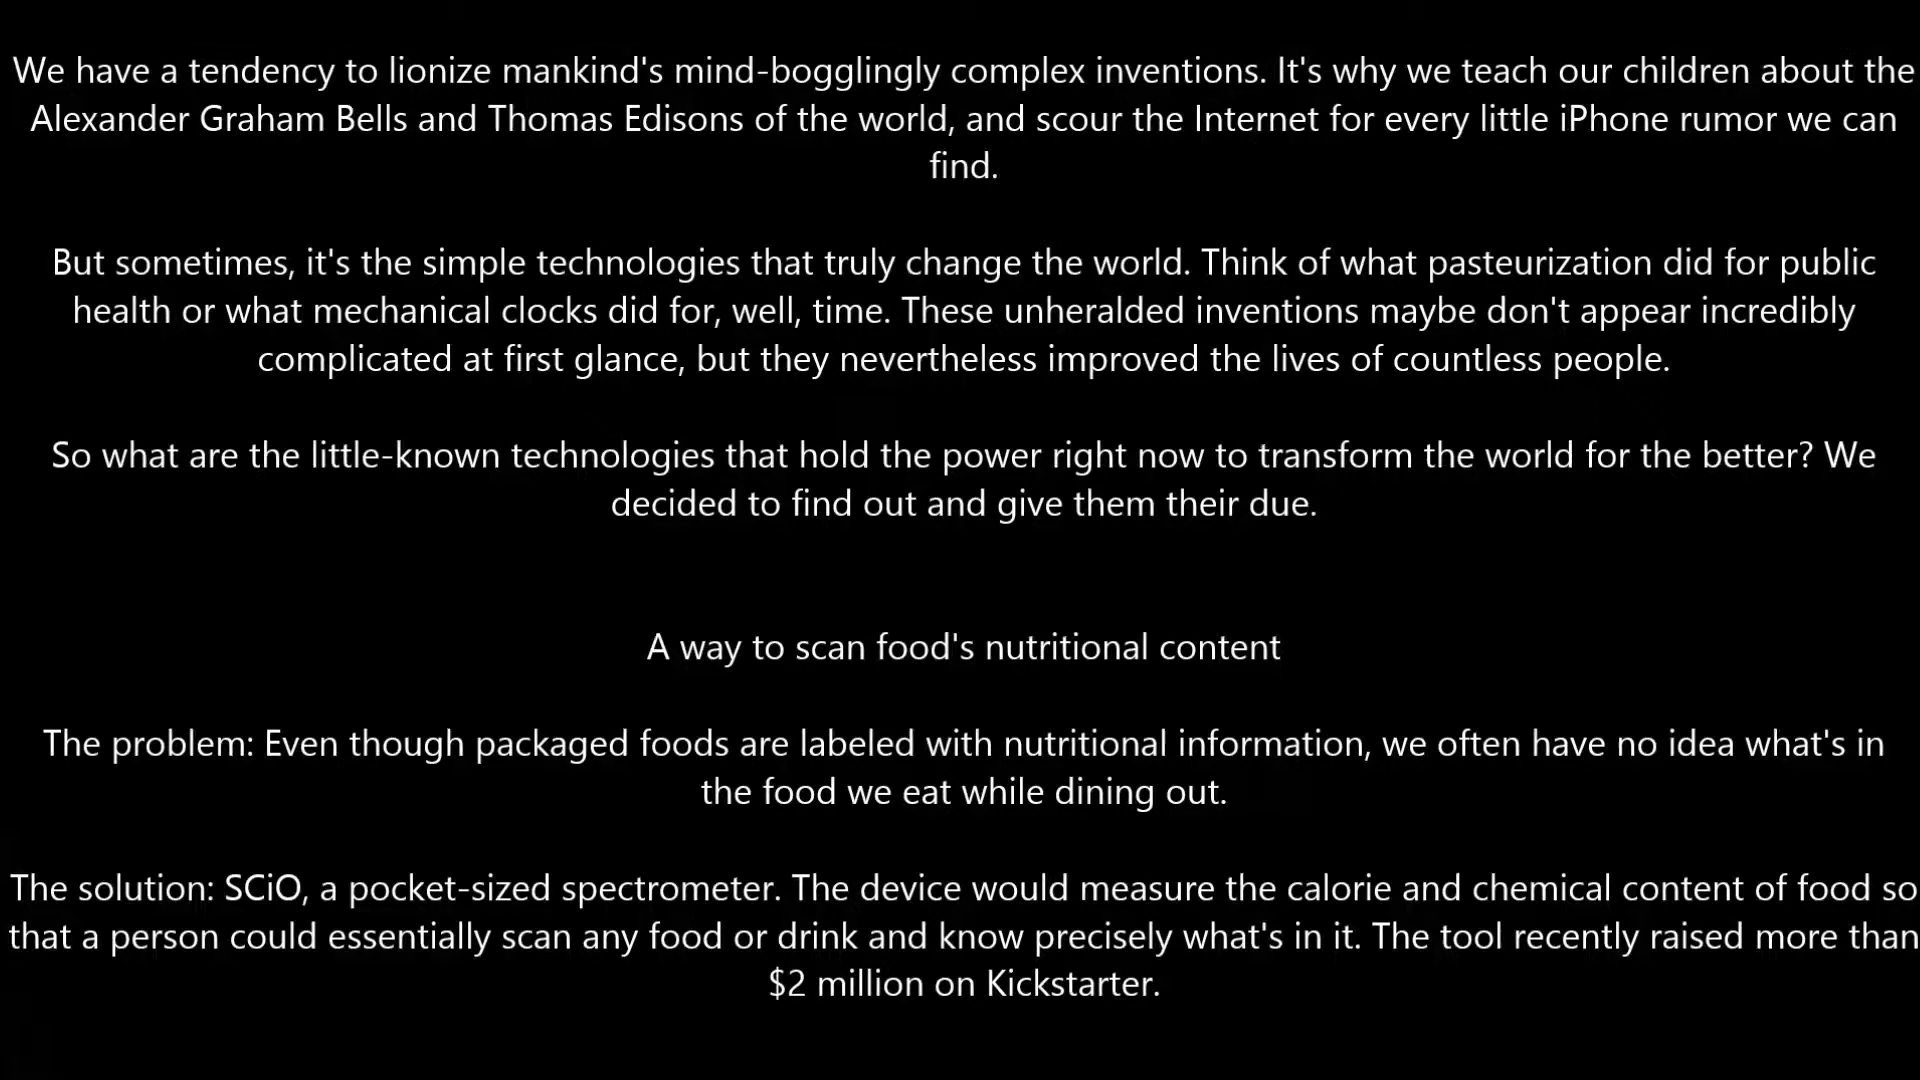 We have a tendency to lionize mankind's mind-bogglingly complex inventions. It's why we teach our children about the
Alexander Graham Bells and Thomas Edisons of the world, and scour the Internet for every little iPhone rumor we can
find.
But sometimes, it's the simple technologies that truly change the world. Think of what pasteurization did for public
health or what mechanical clocks did for, well, time. These unheralded inventions maybe don't appear incredibly
complicated at first glance, but they nevertheless improved the lives of countless people.
So what are the little-known technologies that hold the power right now to transform the world for the better? We
decided to find out and give them their due.
A way to scan food's nutritional content
The problem: Even though packaged foods are labeled with nutritional information, we often have no idea what's in
the food we eat while dining out.
The solution: SCiO, a pocket-sized spectrometer. The device would measure the calorie and chemical content of food so
that a person could essentially scan any food or drink and know precisely what's in it. The tool recently raised more than
$2 million on Kickstarter.